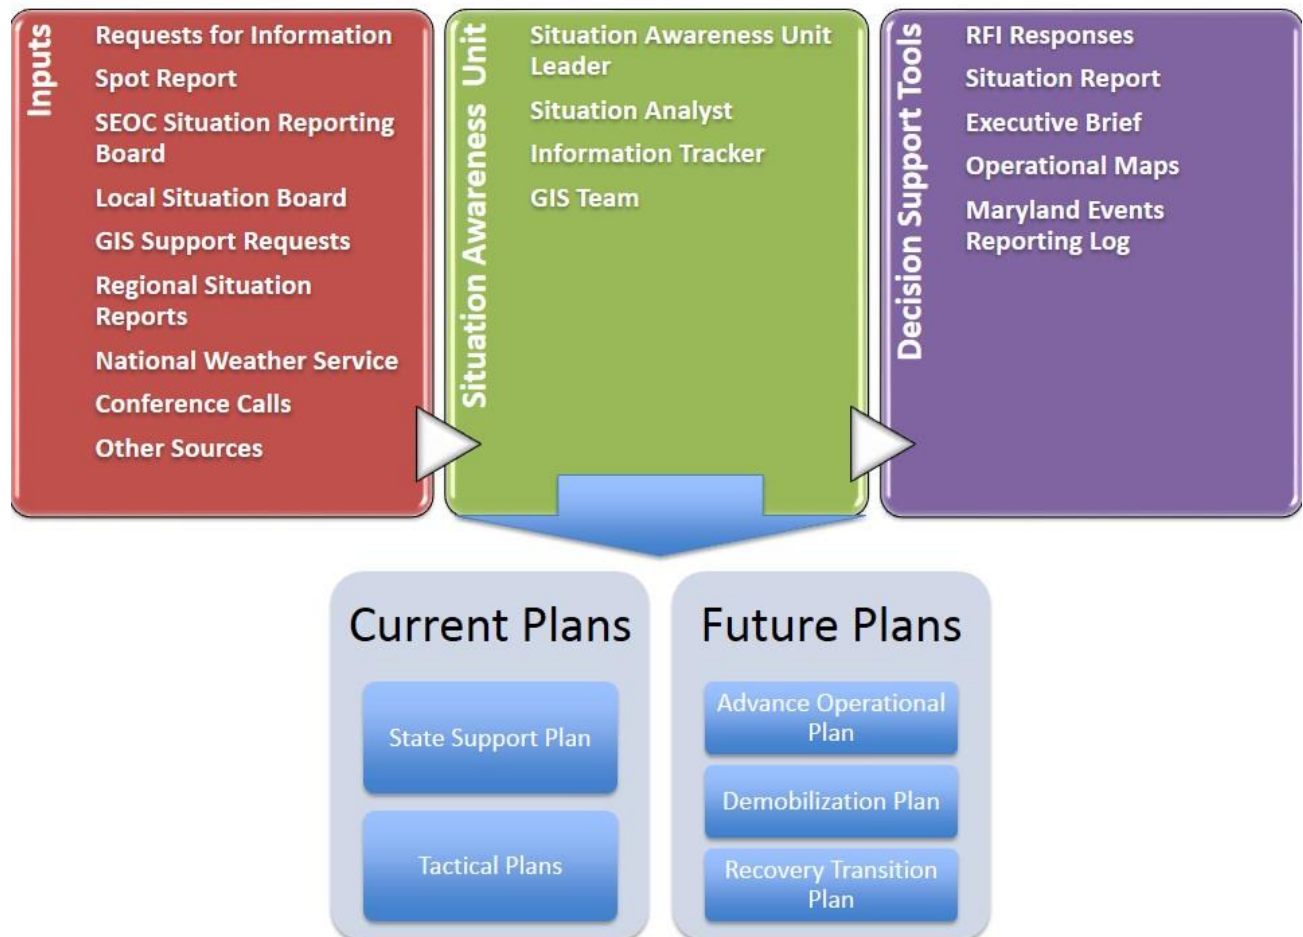 Inputs
Requests for Information
Spot Report
SEOC Situation Reporting
Board
Local Situation Board
GIS Support Requests
Regional Situation
Reports
National Weather Service
Conference Calls
Other Sources
Situation Awareness Unit
Situation Awareness Unit
Leader
Situation Analyst
Information Tracker
GIS Team
Decision Support Tools
RFI Responses
Situation Report
Executive Brief
Operational Maps
Maryland Events
Reporting Log
Current Plans
State Support Plan
Tactical Plans
Future Plans
Advance Operational
Plan
Demobilization Plan
Recovery Transition
Plan